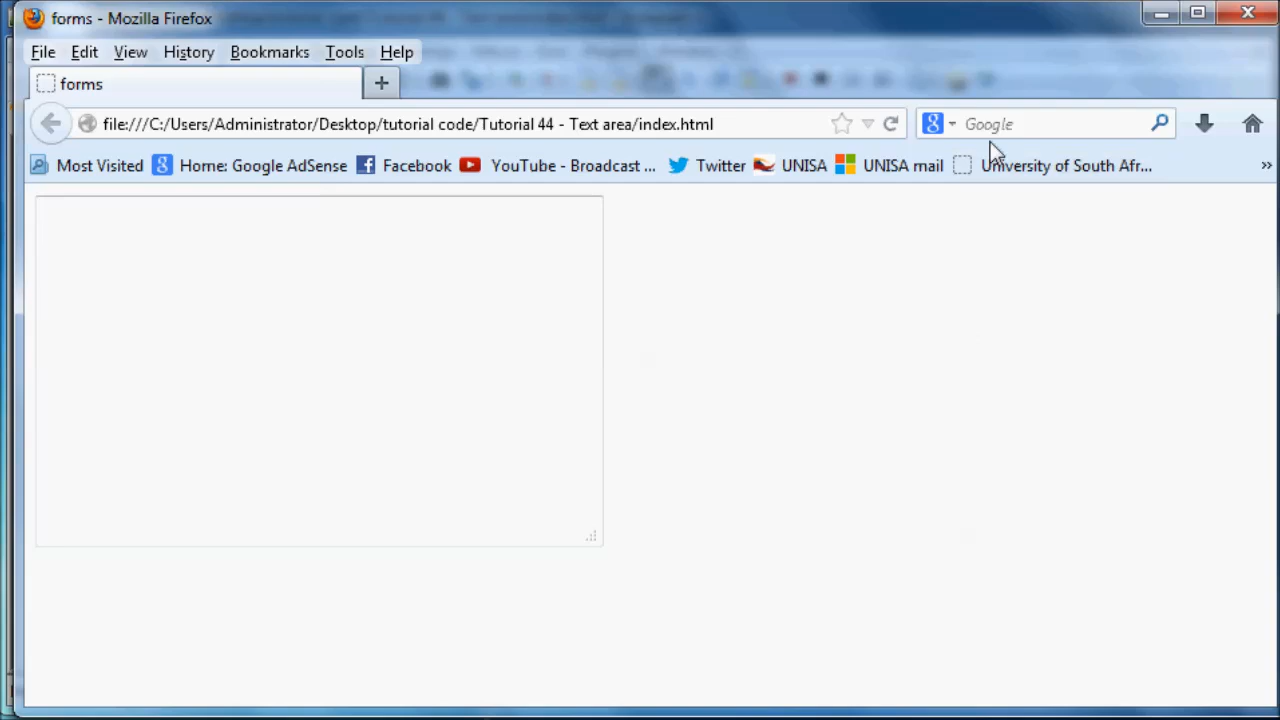 forms - Mozilla Firefox
File Edit View History Bookmarks Tools Help
forms
file:///C:/Users/Administrator/Desktop/tutorial code/Tutorial 44 - Text area/index.html Google
Most Visited Home: Google AdSense Facebook YouTube - Broadcast ... Twitter UNISA UNISA mail University of South Afr... »